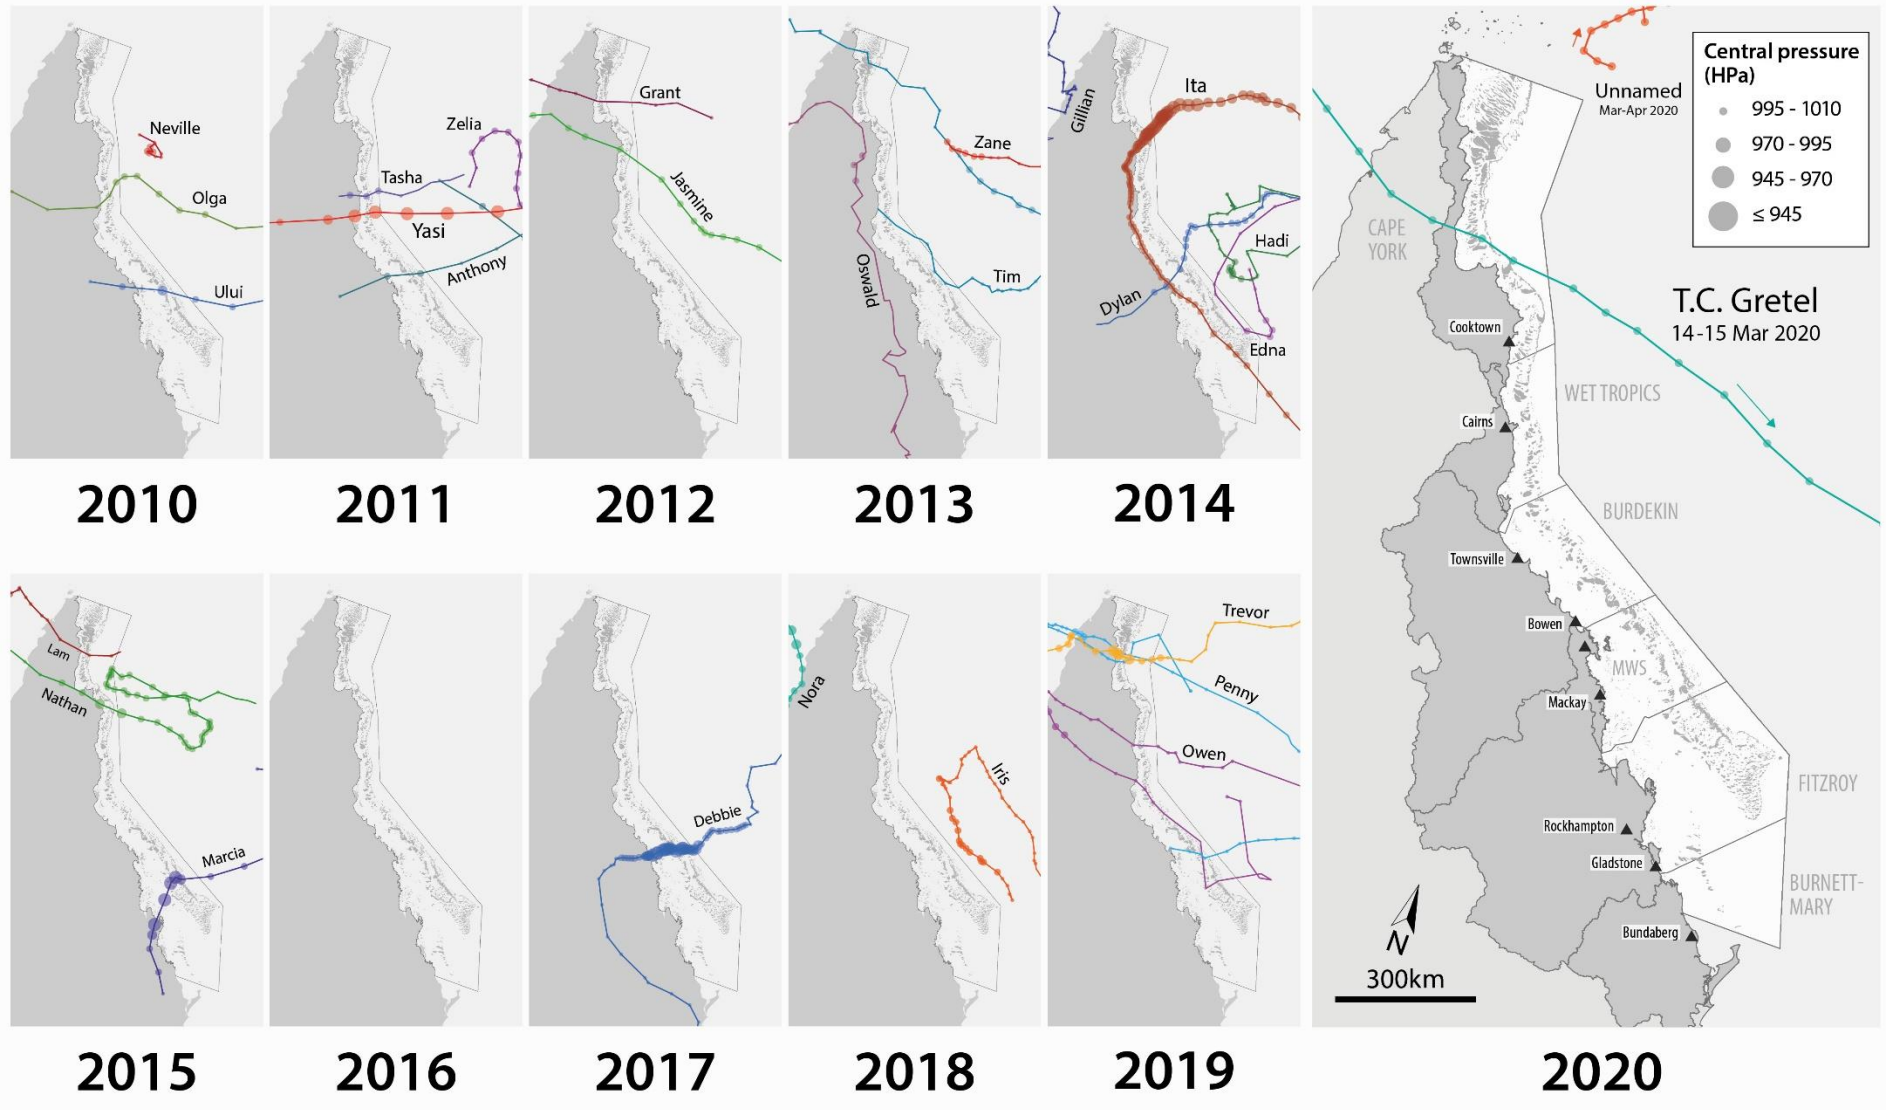 Neville
Olga
Ului
2010
Zelia
Tasha
Yasi
Anthony
2011
Grant
Jasmine
2012
Zane
Oswald
Tim
2013
Gillian
Ita
Hadi
Dylan
Edna
2014
Lam
Nathan
Marcia
2015
2016
Debbie
2017
Nora
Iris
2018
Trevor
Penny
Owen
2019
Unnamed
Mar-Apr 2020
Central pressure
(HPa)
995 - 1010
970 - 995
945 - 970
≤ 945
CAPE
YORK
T.C. Gretel
14-15 Mar 2020
Cooktown
WET TROPICS
Cairns
BURDEKIN
Townsville
Bowen
MWS
Mackay
FITZROY
Rockhampton
Gladstone
BURNETT-
MARY
Bundaberg
N
300km
2020